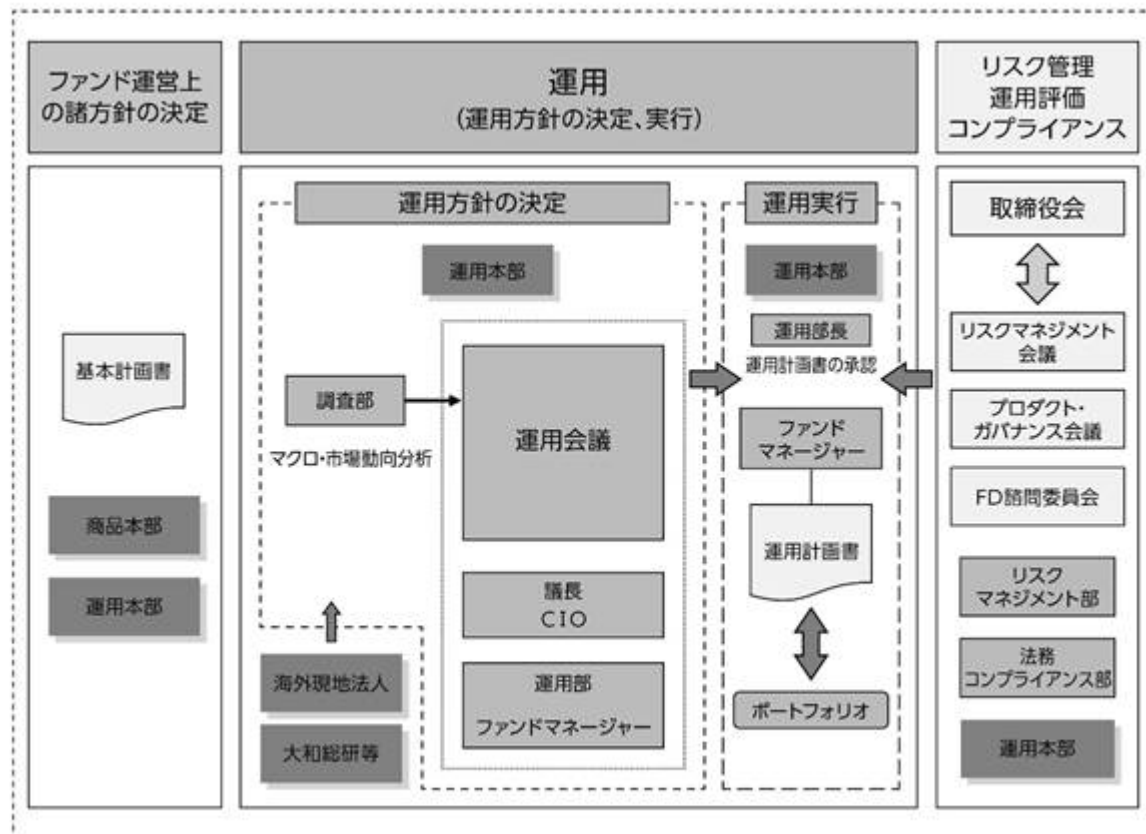 ファンド運営上
の諸方針の決定
運用
(運用方針の決定、実行)
リスク管理
運用評価
コンプライアンス
基本計画書
商品本部
運用本部
運用方針の決定
運用本部
調査部
マクロ・市場動向分析
運用会議
議長
CIO
運用部
ファンドマネージャー
海外現地法人
大和総研等
運用実行
運用本部
運用部長
運用計画書の承認
ファンド
マネージャー
運用計画書
ポートフォリオ
取締役会
リスクマネジメント
会議
プロダクト・
ガバナンス会議
FD諮問委員会
リスク
マネジメント部
法務
コンプライアンス部
運用本部